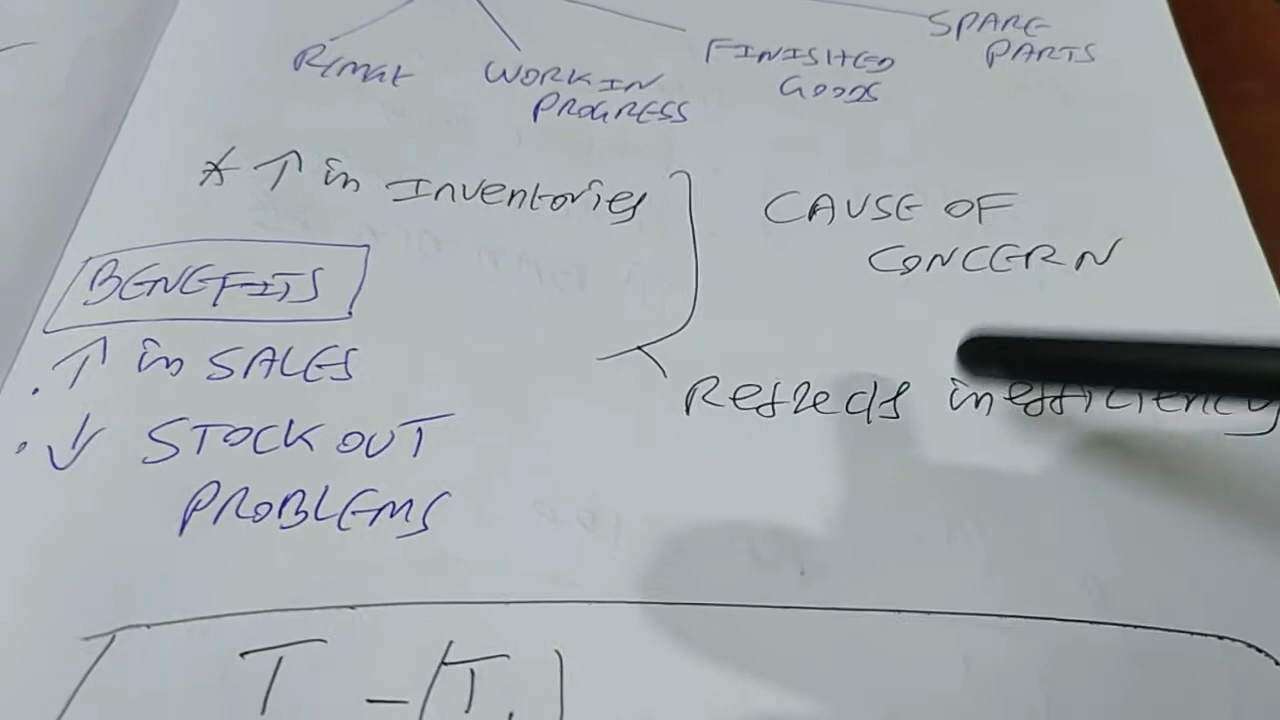 SPARE
PARTS
R/mat
WORK IN
PROGRESS
FINISHED
GOODS
* ↑ in Inventories
CAUSE OF
CONCERN
BENEFITS
. ↑ in SALES
Reflects inefficiency
. ↓ STOCK OUT
PROBLEMS